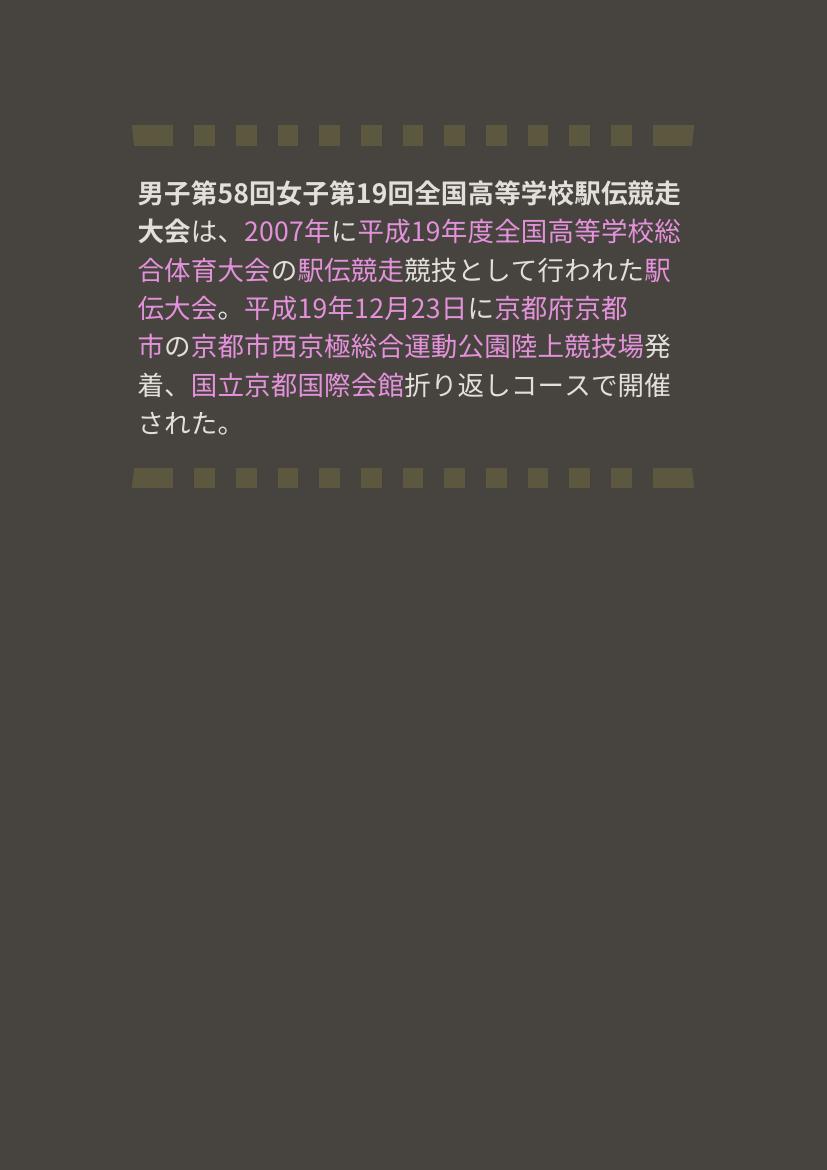 男子第58回女子第19回全国高等学校駅伝競走
大会は、2007年に平成19年度全国高等学校総
合体育大会の駅伝競走競技として行われた駅
伝大会。平成19年12月23日に京都府京都
市の京都市西京極総合運動公園陸上競技場発
着、国立京都国際会館折り返しコースで開催
された。